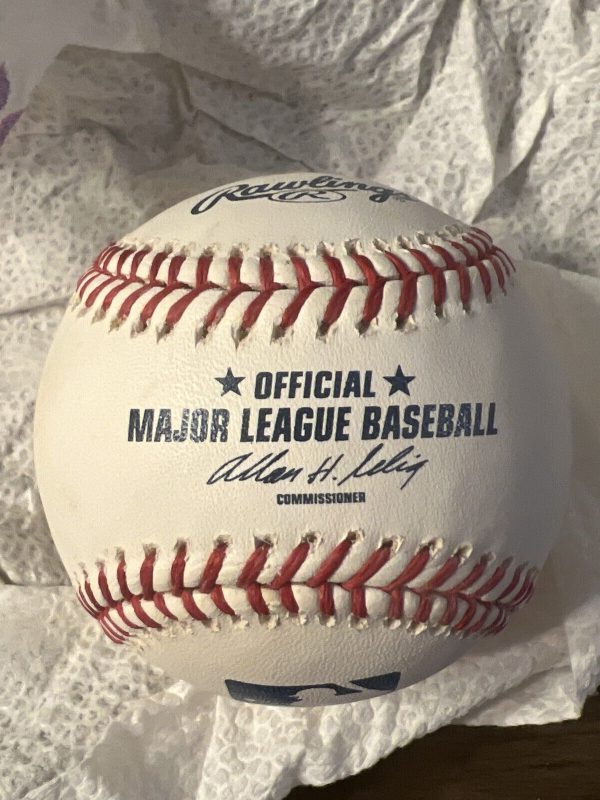 Rawlings
R
★ OFFICIAL ★
MAJOR LEAGUE BASEBALL
Allan H. Selig
COMMISSIONER